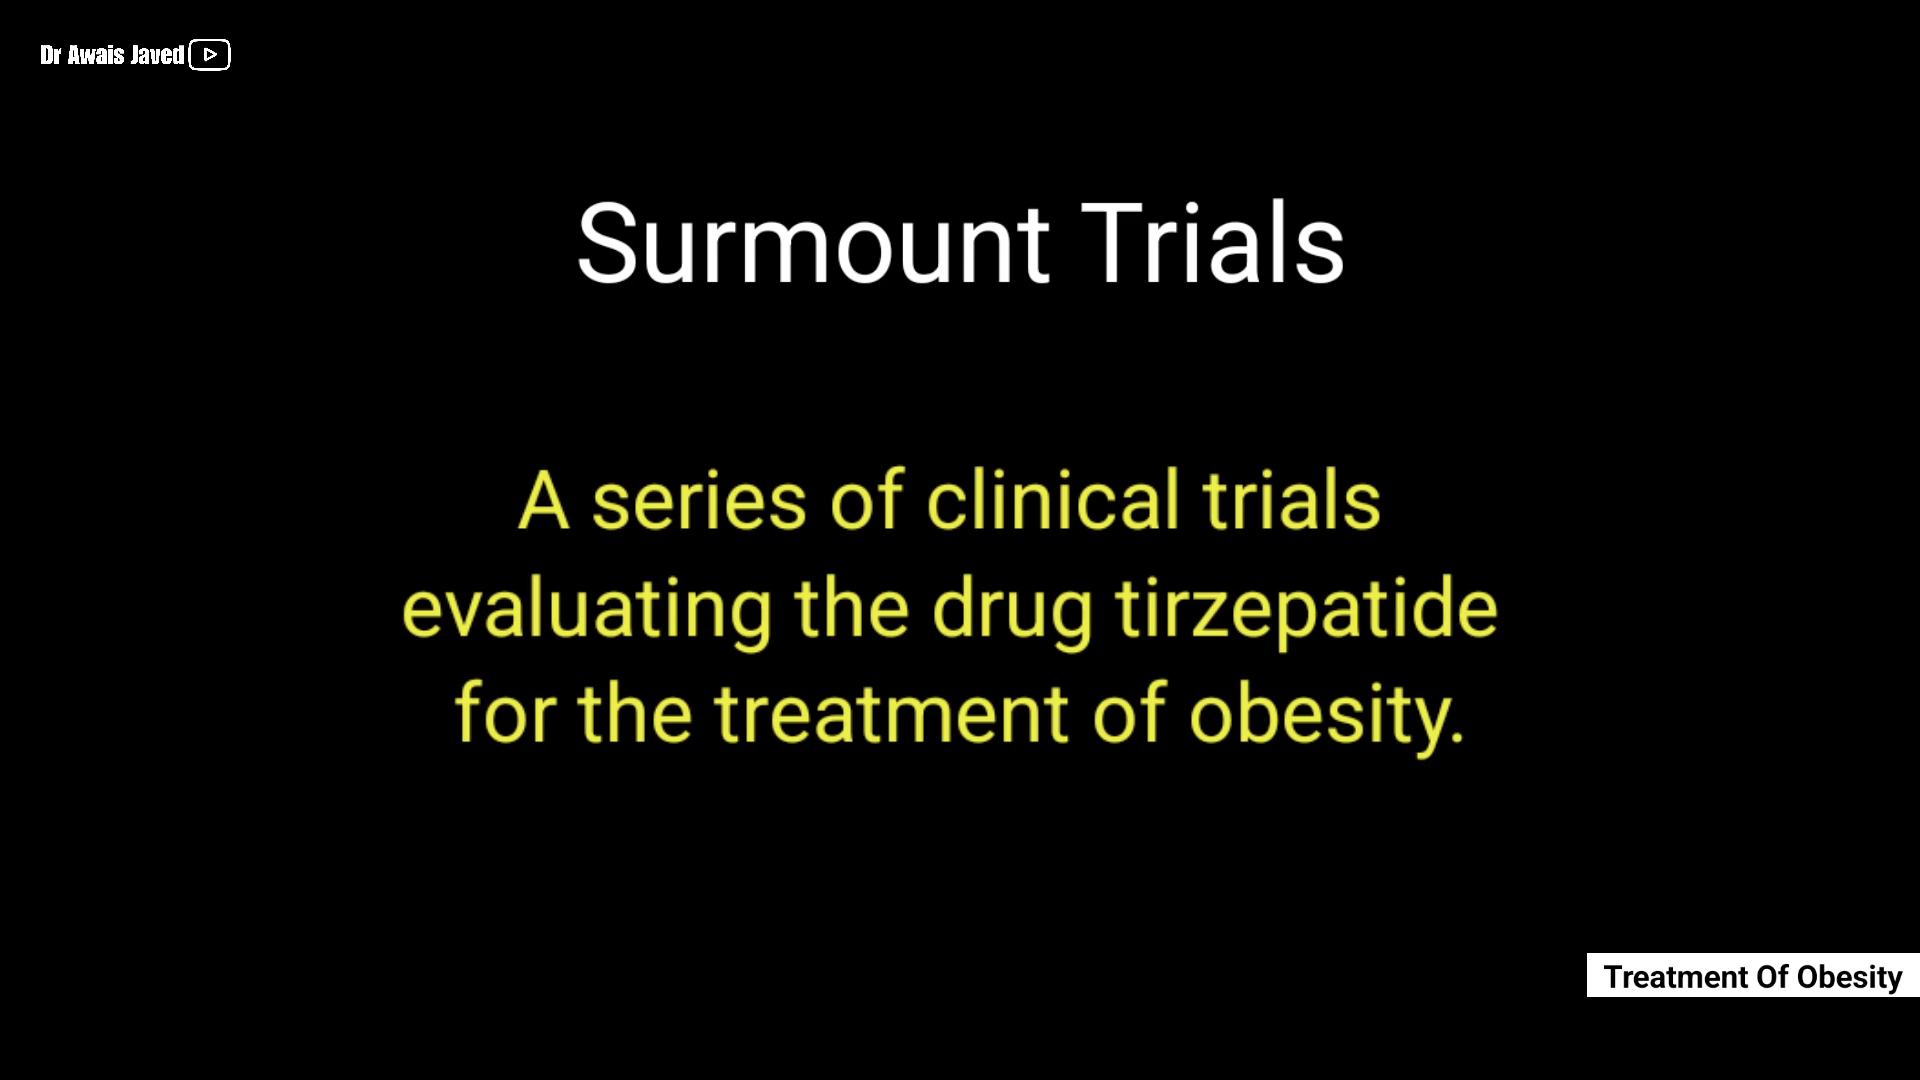 Dr Awais Javed
Surmount Trials
A series of clinical trials
evaluating the drug tirzepatide
for the treatment of obesity.
Treatment Of Obesity